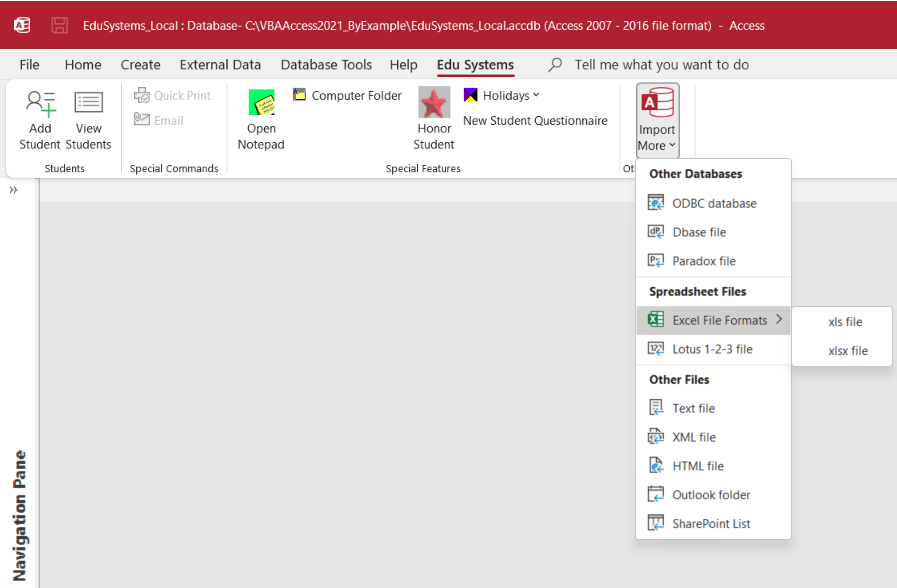 EduSystems_Local : Database- C:\VBAAccess2021_ByExample\EduSystems_Local.accdb (Access 2007 - 2016 file format) - Access
File Home Create External Data Database Tools Help Edu Systems Tell me what you want to do
Add Student
View Students
Students
Quick Print
Email
Special Commands
Open Notepad
Computer Folder
Honor Student
Holidays
New Student Questionnaire
Special Features
Import More
Other Databases
ODBC database
Dbase file
Paradox file
Spreadsheet Files
Excel File Formats
xls file
xlsx file
Lotus 1-2-3 file
Other Files
Text file
XML file
HTML file
Outlook folder
SharePoint List
Navigation Pane